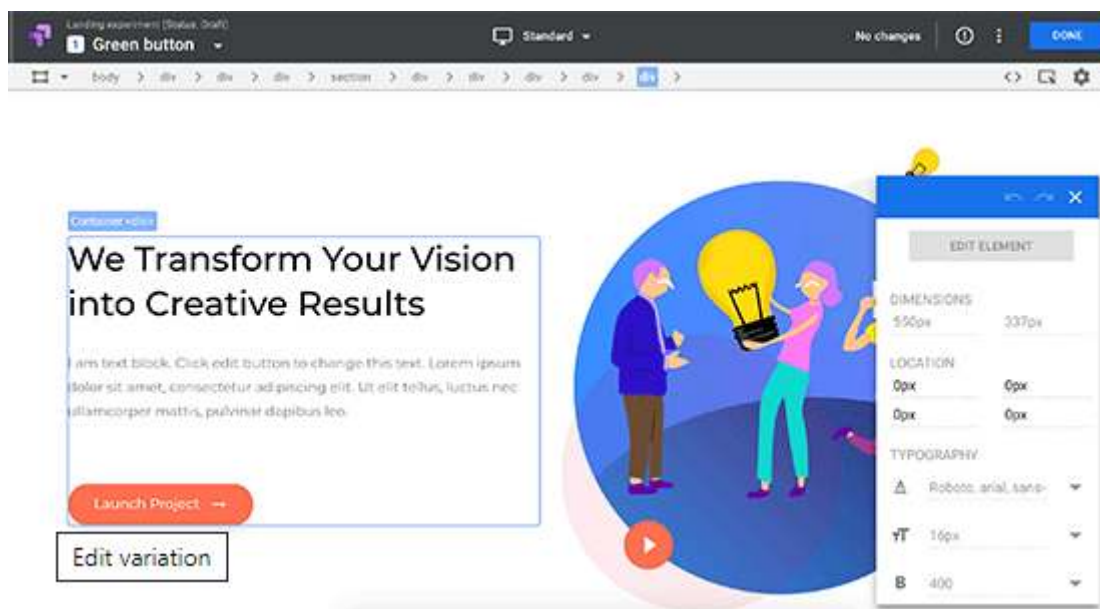 Landing experiment (Status: Draft)
1 Green button
Standard
No changes
DONE
body > div > div > div > section > div > div > div > div > div >
Container <div>
We Transform Your Vision
into Creative Results
I am text block. Click edit button to change this text. Lorem ipsum
dolor sit amet, consectetur adipiscing elit. Ut elit tellus, luctus nec
ullamcorper mattis, pulvinar dapibus leo.
Launch Project →
Edit variation
EDIT ELEMENT
DIMENSIONS
550px 337px
LOCATION
0px 0px
0px 0px
TYPOGRAPHY
Roboto, arial, sans-
16px
B 400